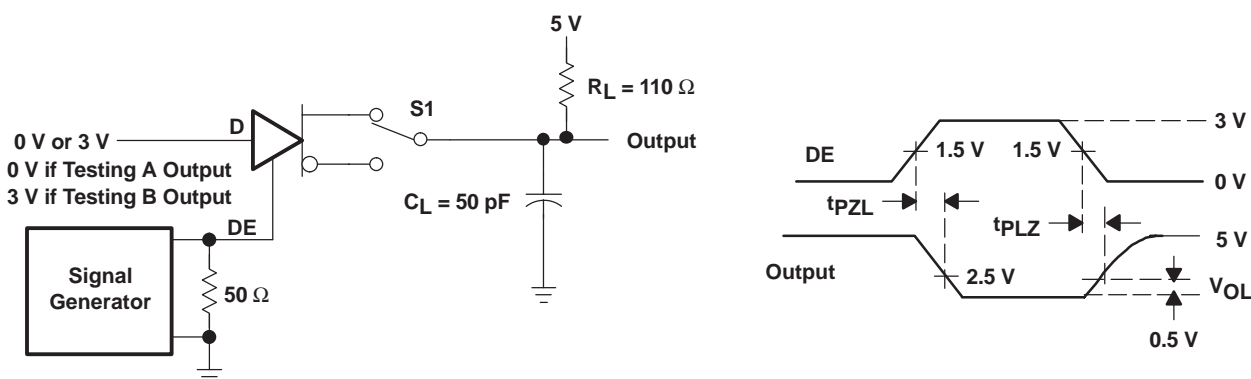 5 V
RL = 110 Ω
S1
D
0 V or 3 V
0 V if Testing A Output
3 V if Testing B Output
Output
CL = 50 pF
DE
Signal
Generator
50 Ω
3 V
DE
1.5 V
1.5 V
0 V
tPZL
tPLZ
5 V
Output
2.5 V
VOL
0.5 V